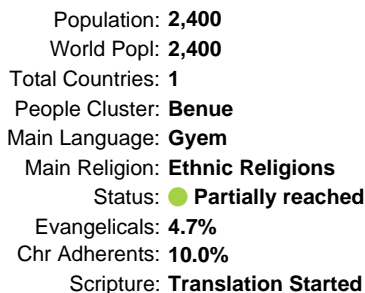 Population: 2,400
World Popl: 2,400
Total Countries: 1
People Cluster: Benue
Main Language: Gyem
Main Religion: Ethnic Religions
Status: Partially reached
Evangelicals: 4.7%
Chr Adherents: 10.0%
Scripture: Translation Started